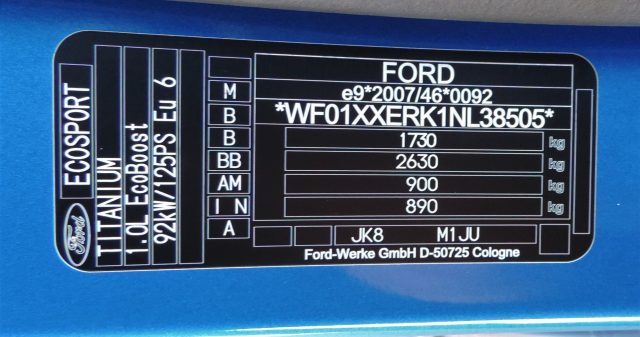 ECOSPORT
Ford
TITANIUM
1.0L EcoBoost
92kW/125PS Eu 6
M
B
B
BB
AM
I N
A
FORD
e9*2007/46*0092
*WF01XXERK1NL38505*
1730 kg
2630 kg
900 kg
890 kg
JK8 M1JU
Ford-Werke GmbH D-50725 Cologne